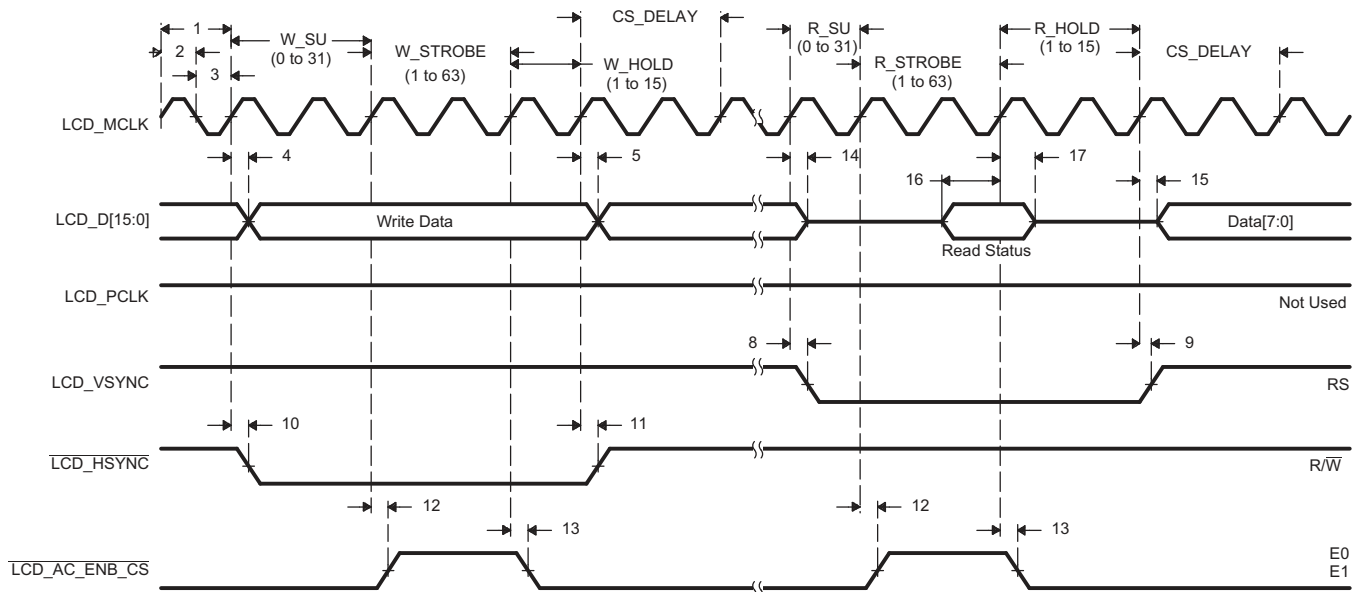 1
CS_DELAY
2
3
W_SU
(0 to 31)
W_STROBE
(1 to 63)
W_HOLD
(1 to 15)
R_SU
(0 to 31)
R_STROBE
(1 to 63)
R_HOLD
(1 to 15)
CS_DELAY
LCD_MCLK
4
5
14
16
17
15
LCD_D[15:0]
Write Data
Read Status
Data[7:0]
LCD_PCLK
Not Used
8
9
LCD_VSYNC
RS
10
11
LCD_HSYNC
R/W
12
13
12
13
LCD_AC_ENB_CS
E0
E1